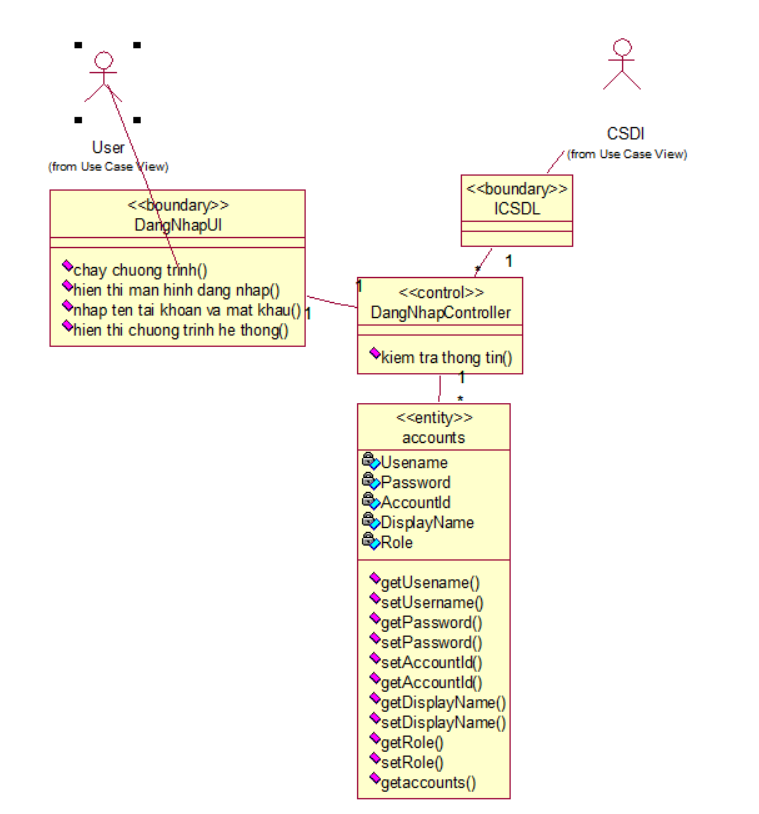 User
(from Use Case View)
CSDl
(from Use Case View)
<<boundary>>
DangNhapUI
chay chuong trinh()
hien thi man hinh dang nhap()
nhap ten tai khoan va mat khau()
hien thi chuong trinh he thong()
<<boundary>>
ICSDL
1
*
1
1
<<control>>
DangNhapController
kiem tra thong tin()
1
*
<<entity>>
accounts
Usename
Password
AccountId
DisplayName
Role
getUsename()
setUsername()
getPassword()
setPassword()
setAccountId()
getAccountId()
getDisplayName()
setDisplayName()
getRole()
setRole()
getaccounts()